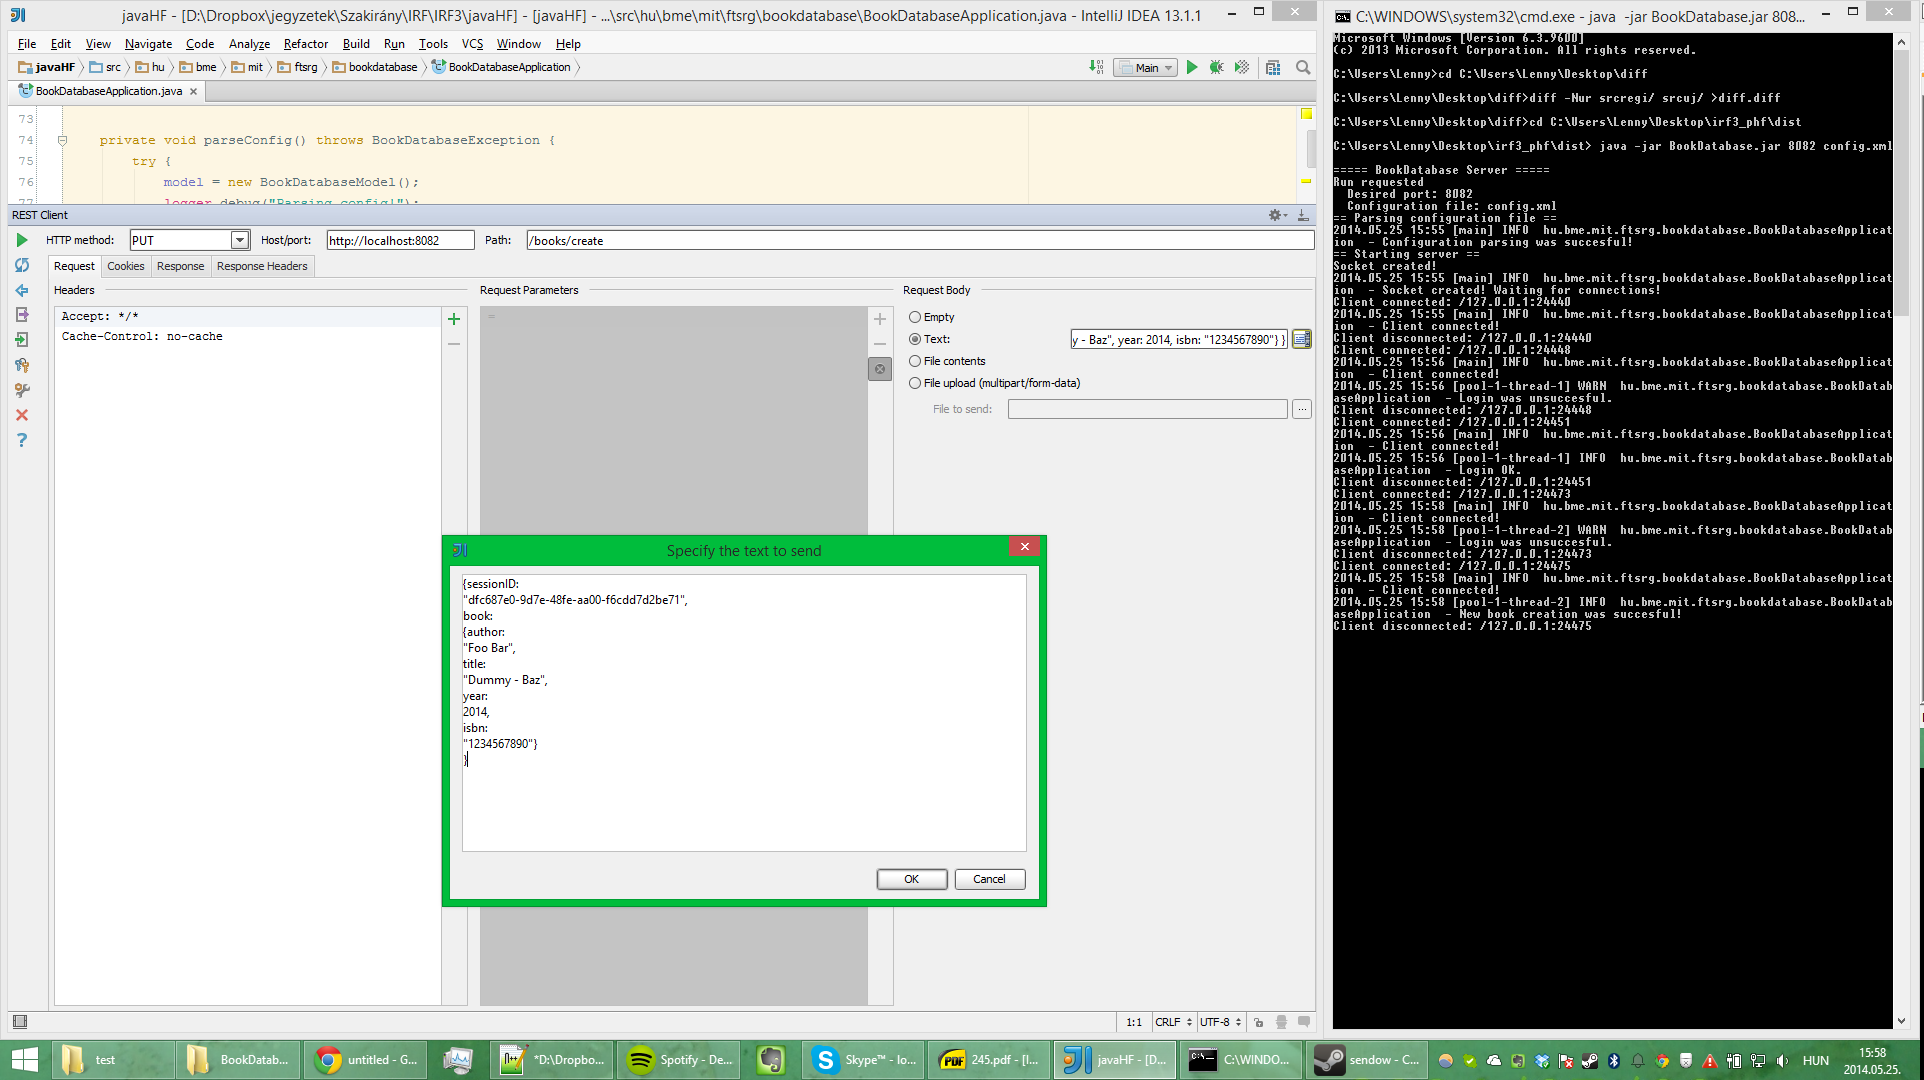 javaHF - [D:\Dropbox\jegyzetek\Szakirány\IRF\IRF3\javaHF] - [javaHF] - ...\src\hu\bme\mit\ftsrg\bookdatabase\BookDatabaseApplication.java - IntelliJ IDEA 13.1.1
File Edit View Navigate Code Analyze Refactor Build Run Tools VCS Window Help
javaHF src hu bme mit ftsrg bookdatabase BookDatabaseApplication Main
BookDatabaseApplication.java
73
74 private void parseConfig() throws BookDatabaseException {
75 try {
76 model = new BookDatabaseModel();
77 logger.debug("Parsing config!");
REST Client
HTTP method: PUT Host/port: http://localhost:8082 Path: /books/create
Request Cookies Response Response Headers
Headers
Accept: */*
Cache-Control: no-cache
Request Parameters
=
Request Body
Empty
Text: y - Baz", year: 2014, isbn: "1234567890"} }
File contents
File upload (multipart/form-data)
File to send: ...
Specify the text to send
{sessionID:
"dfc687e0-9d7e-48fe-aa00-f6cdd7d2be71",
book:
{author:
"Foo Bar",
title:
"Dummy - Baz",
year:
2014,
isbn:
"1234567890"}
}
OK Cancel
1:1 CRLF UTF-8
C:\WINDOWS\system32\cmd.exe - java -jar BookDatabase.jar 808...
Microsoft Windows [Version 6.3.9600]
(c) 2013 Microsoft Corporation. All rights reserved.
C:\Users\Lenny>cd C:\Users\Lenny\Desktop\diff
C:\Users\Lenny\Desktop\diff>diff -Nur srcregi/ srcuj/ >diff.diff
C:\Users\Lenny\Desktop\diff>cd C:\Users\Lenny\Desktop\irf3_phf\dist
C:\Users\Lenny\Desktop\irf3_phf\dist> java -jar BookDatabase.jar 8082 config.xml
===== BookDatabase Server =====
Run requested
Desired port: 8082
Configuration file: config.xml
== Parsing configuration file ==
2014.05.25 15:55 [main] INFO hu.bme.mit.ftsrg.bookdatabase.BookDatabaseApplicat
ion - Configuration parsing was succesful!
== Starting server ==
Socket created!
2014.05.25 15:55 [main] INFO hu.bme.mit.ftsrg.bookdatabase.BookDatabaseApplicat
ion - Socket created! Waiting for connections!
Client connected: /127.0.0.1:24440
2014.05.25 15:55 [main] INFO hu.bme.mit.ftsrg.bookdatabase.BookDatabaseApplicat
ion - Client connected!
Client disconnected: /127.0.0.1:24440
Client connected: /127.0.0.1:24448
2014.05.25 15:56 [main] INFO hu.bme.mit.ftsrg.bookdatabase.BookDatabaseApplicat
ion - Client connected!
2014.05.25 15:56 [pool-1-thread-1] WARN hu.bme.mit.ftsrg.bookdatabase.BookDatab
aseApplication - Login was unsuccesful.
Client disconnected: /127.0.0.1:24448
Client connected: /127.0.0.1:24451
2014.05.25 15:56 [main] INFO hu.bme.mit.ftsrg.bookdatabase.BookDatabaseApplicat
ion - Client connected!
2014.05.25 15:56 [pool-1-thread-1] INFO hu.bme.mit.ftsrg.bookdatabase.BookDatab
aseApplication - Login OK.
Client disconnected: /127.0.0.1:24451
Client connected: /127.0.0.1:24473
2014.05.25 15:58 [main] INFO hu.bme.mit.ftsrg.bookdatabase.BookDatabaseApplicat
ion - Client connected!
2014.05.25 15:58 [pool-1-thread-2] WARN hu.bme.mit.ftsrg.bookdatabase.BookDatab
aseApplication - Login was unsuccesful.
Client disconnected: /127.0.0.1:24473
Client connected: /127.0.0.1:24475
2014.05.25 15:58 [main] INFO hu.bme.mit.ftsrg.bookdatabase.BookDatabaseApplicat
ion - Client connected!
2014.05.25 15:58 [pool-1-thread-2] INFO hu.bme.mit.ftsrg.bookdatabase.BookDatab
aseApplication - New book creation was succesful!
Client disconnected: /127.0.0.1:24475
test BookDatab... untitled - G... *D:\Dropbo... Spotify - De... Skype™ - lo... 245.pdf - [I... javaHF - [D... C:\WINDO... sendow - C... HUN 15:58
2014.05.25.